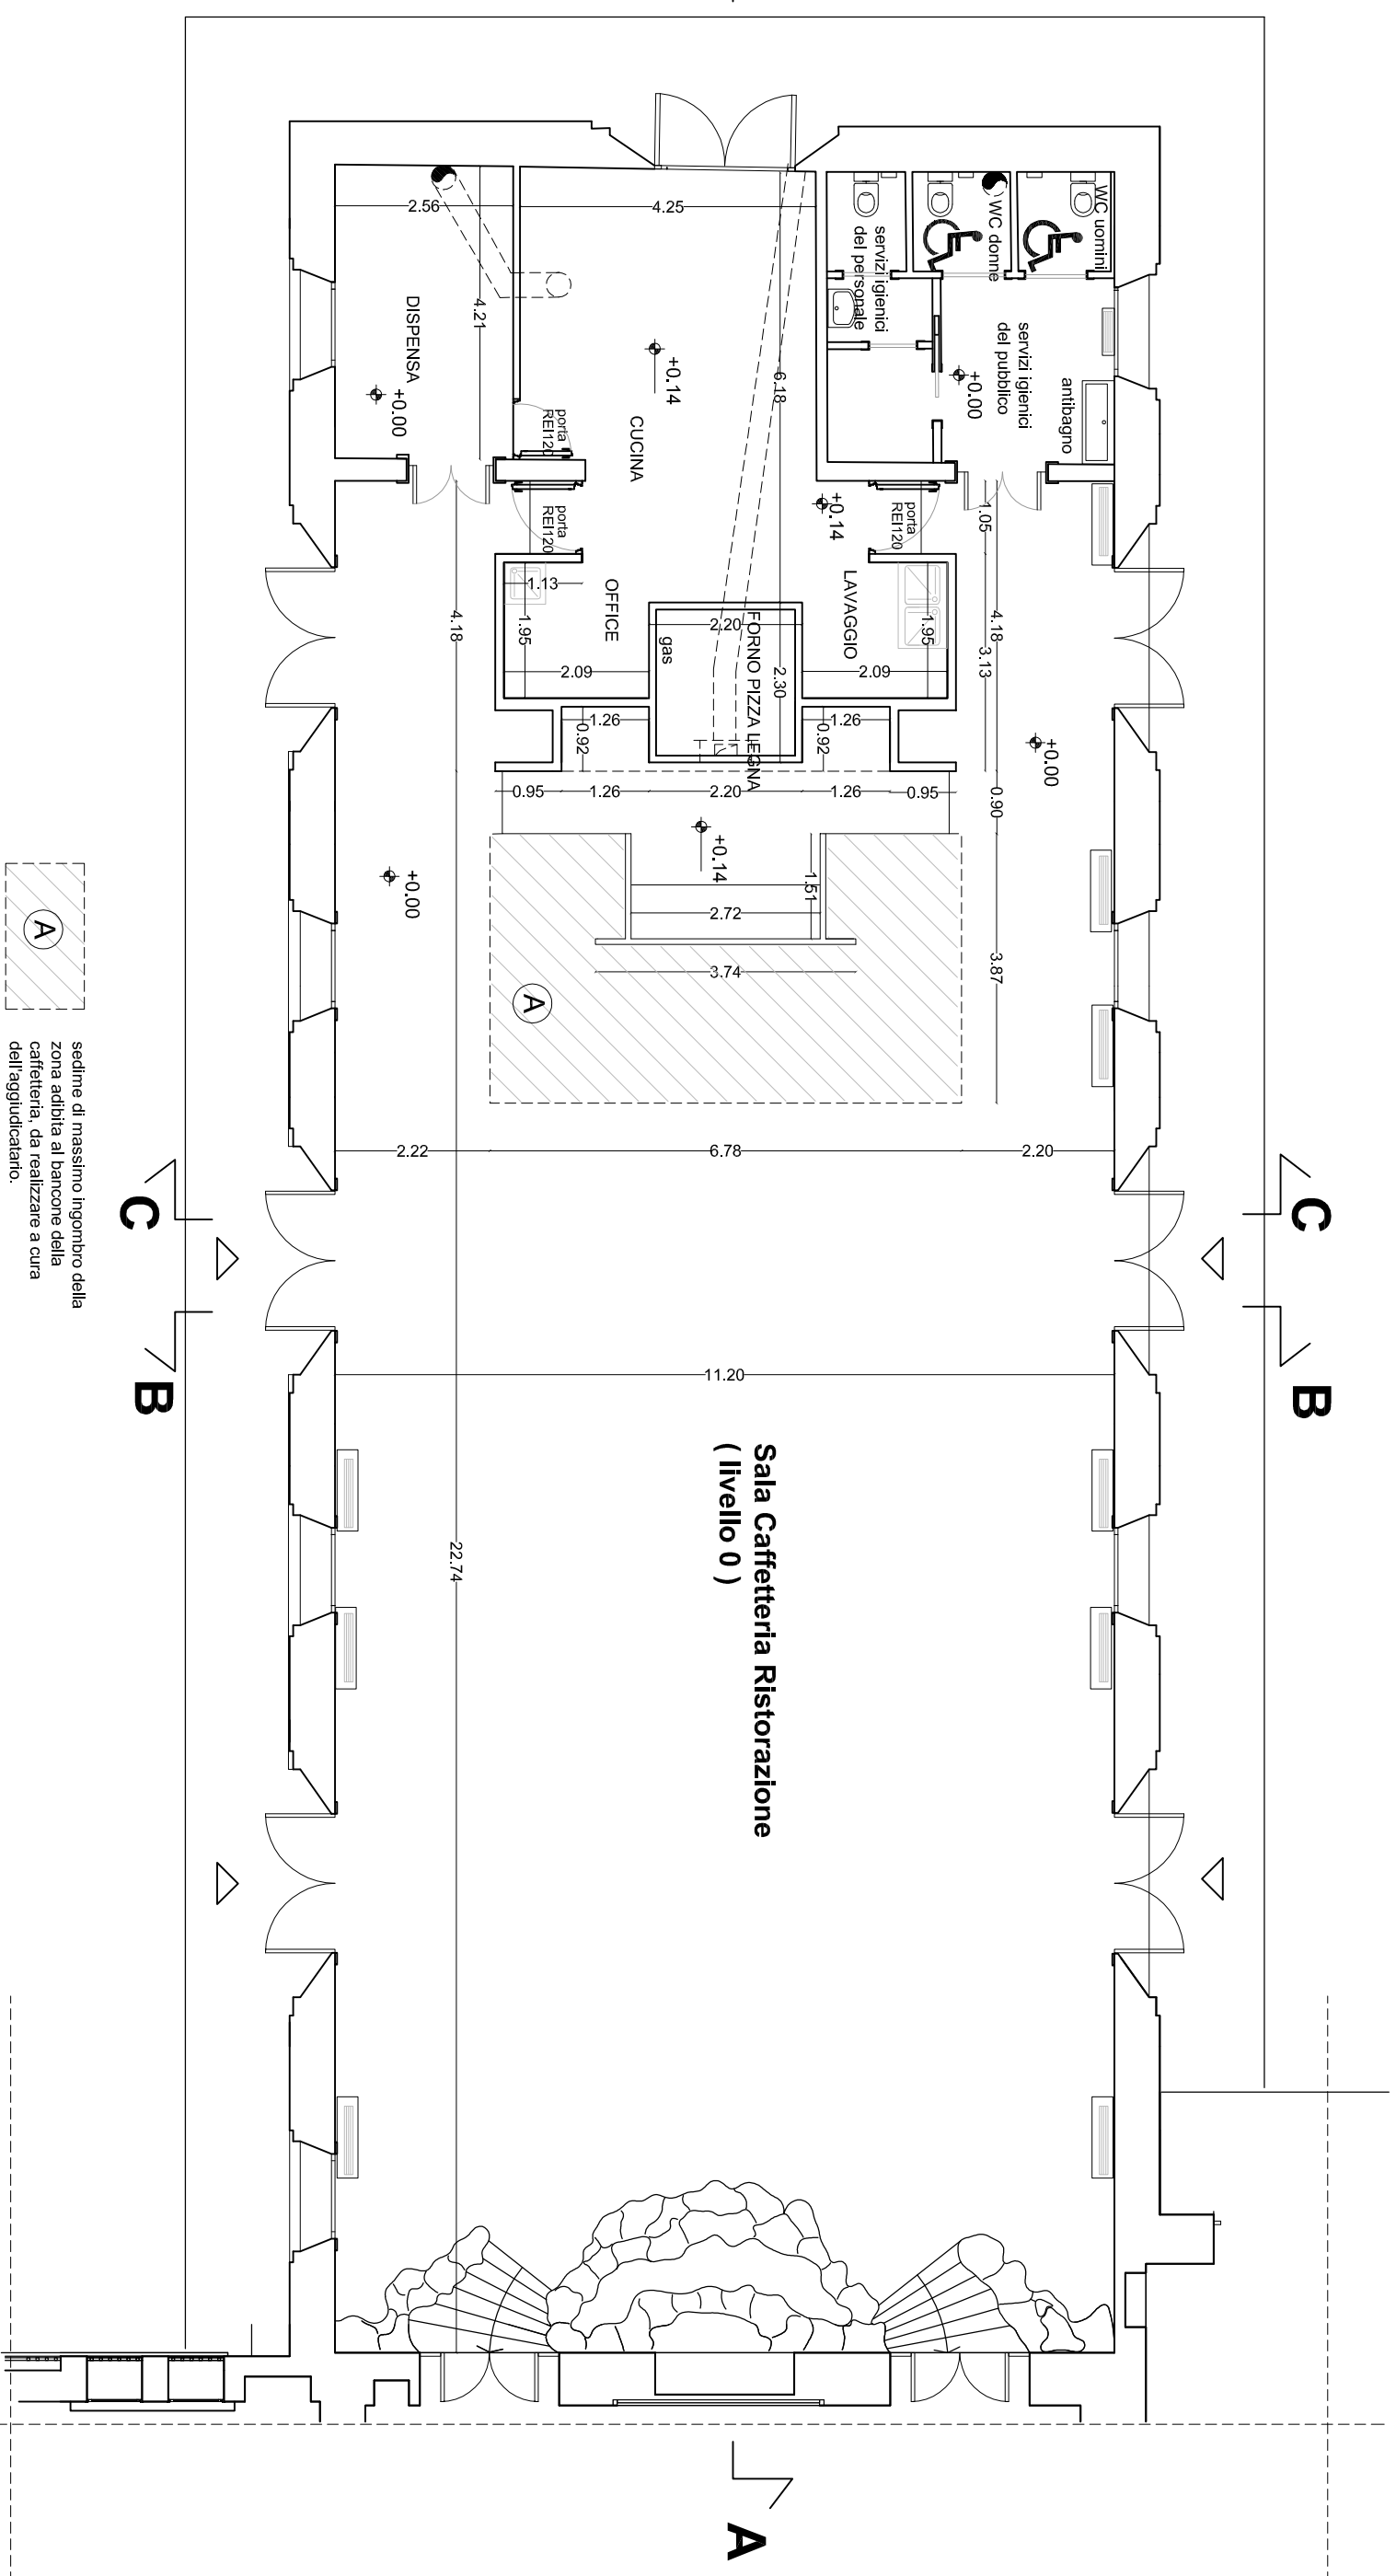 WC uomini
WC donne
servizi igienici
del personale
servizi igienici
del pubblico
antibagno
+0.00
2.56
4.25
4.21
6.18
DISPENSA
+0.00
+0.14
CUCINA
porta
REI120
porta
REI120
porta
REI120
+0.14
1.05
LAVAGGIO
OFFICE
1.13
1.95
1.95
2.09
2.09
2.20
2.30
FORNO PIZZA LEGNA
gas
4.18
4.18
3.13
1.26
0.92
1.26
0.92
0.95
1.26
2.20
1.26
0.95
0.90
+0.00
+0.14
+0.00
1.51
2.72
3.74
3.87
A
2.22
6.78
2.20
A
sedime di massimo ingombro della
zona adibita al bancone della
caffetteria, da realizzare a cura
dell'aggiudicatario.
C
C
B
B
11.20
22.74
Sala Caffetteria Ristorazione
( livello 0 )
A